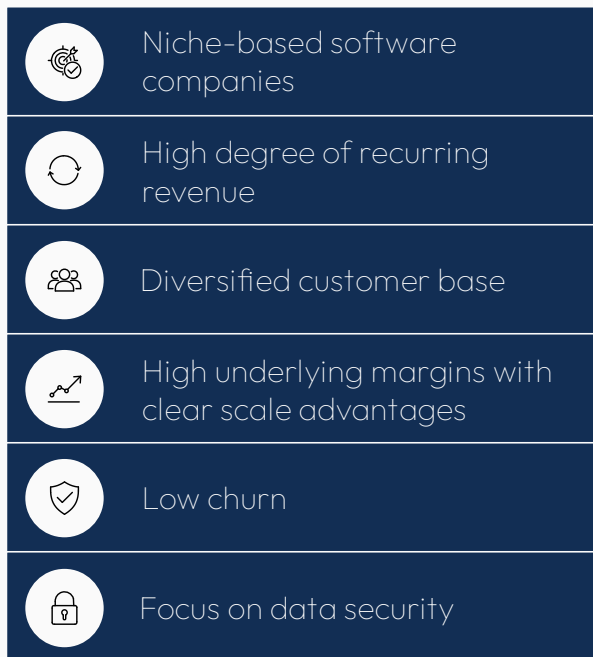 Niche-based software
companies
High degree of recurring
revenue
Diversified customer base
High underlying margins with
clear scale advantages
Low churn
Focus on data security